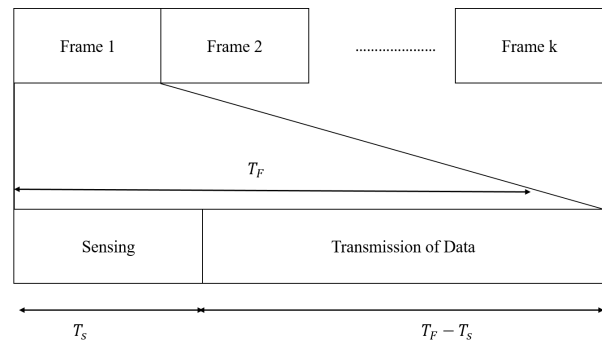 Frame 1 Frame 2 ..................... Frame k
T_F
Sensing Transmission of Data
T_s T_F − T_s